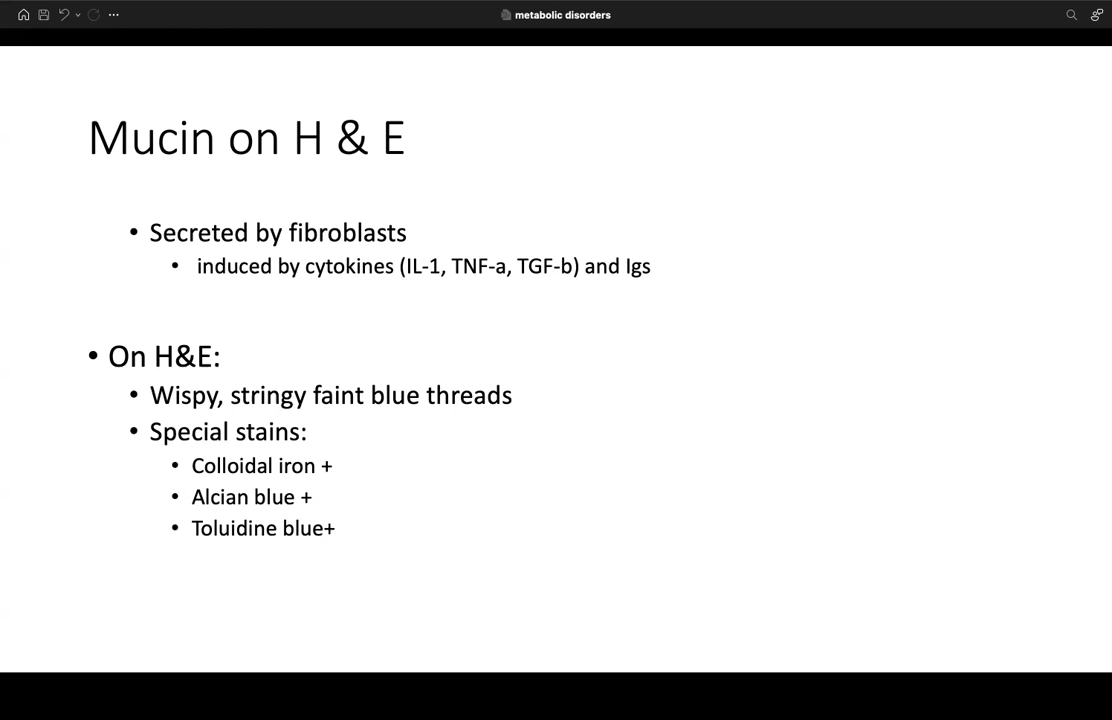 metabolic disorders
Mucin on H & E
• Secreted by fibroblasts
• induced by cytokines (IL-1, TNF-a, TGF-b) and Igs
• On H&E:
• Wispy, stringy faint blue threads
• Special stains:
• Colloidal iron +
• Alcian blue +
• Toluidine blue+